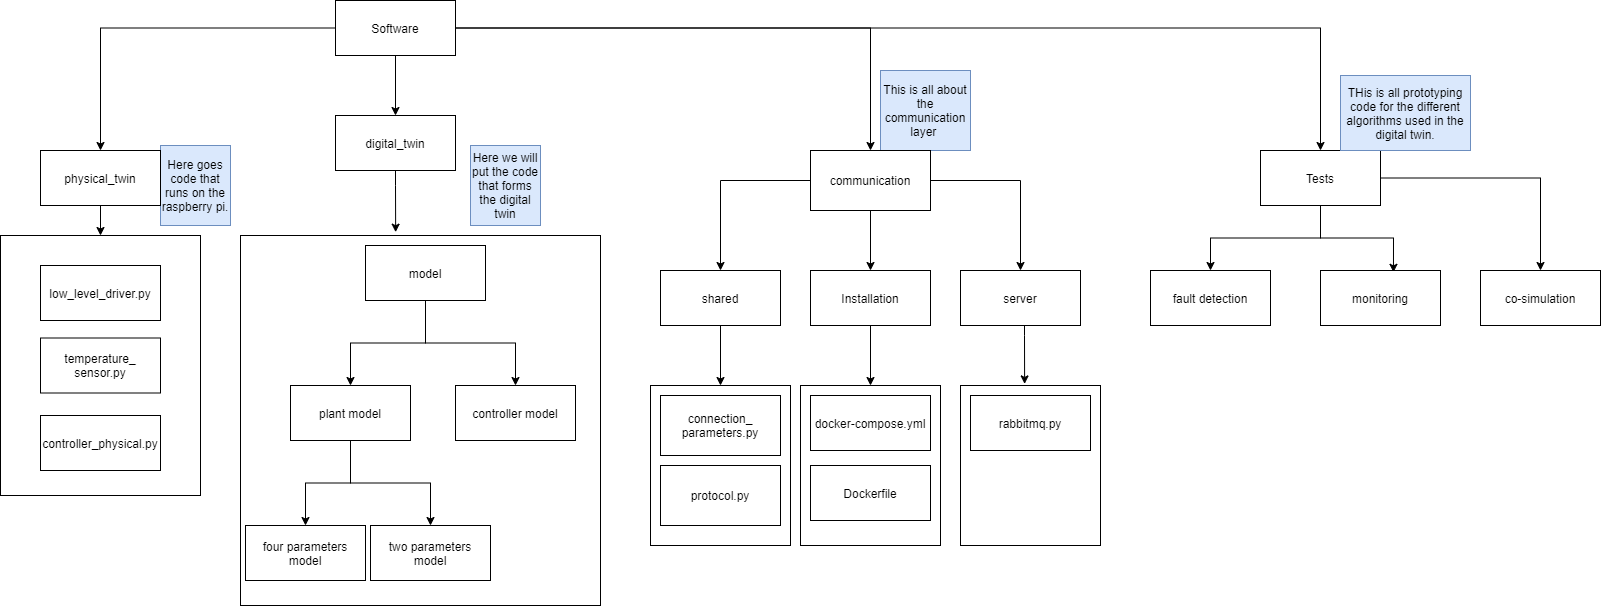 Software
This is all about
the
communication
layer
THis is all prototyping
code for the different
algorithms used in the
digital twin.
digital_twin
physical_twin
Here goes
code that
runs on the
raspberry pi.
Here we will
put the code
that forms
the digital
twin
communication
Tests
low_level_driver.py
temperature_
sensor.py
controller_physical.py
model
plant model
controller model
four parameters
model
two parameters
model
shared
Installation
server
connection_
parameters.py
protocol.py
docker-compose.yml
Dockerfile
rabbitmq.py
fault detection
monitoring
co-simulation